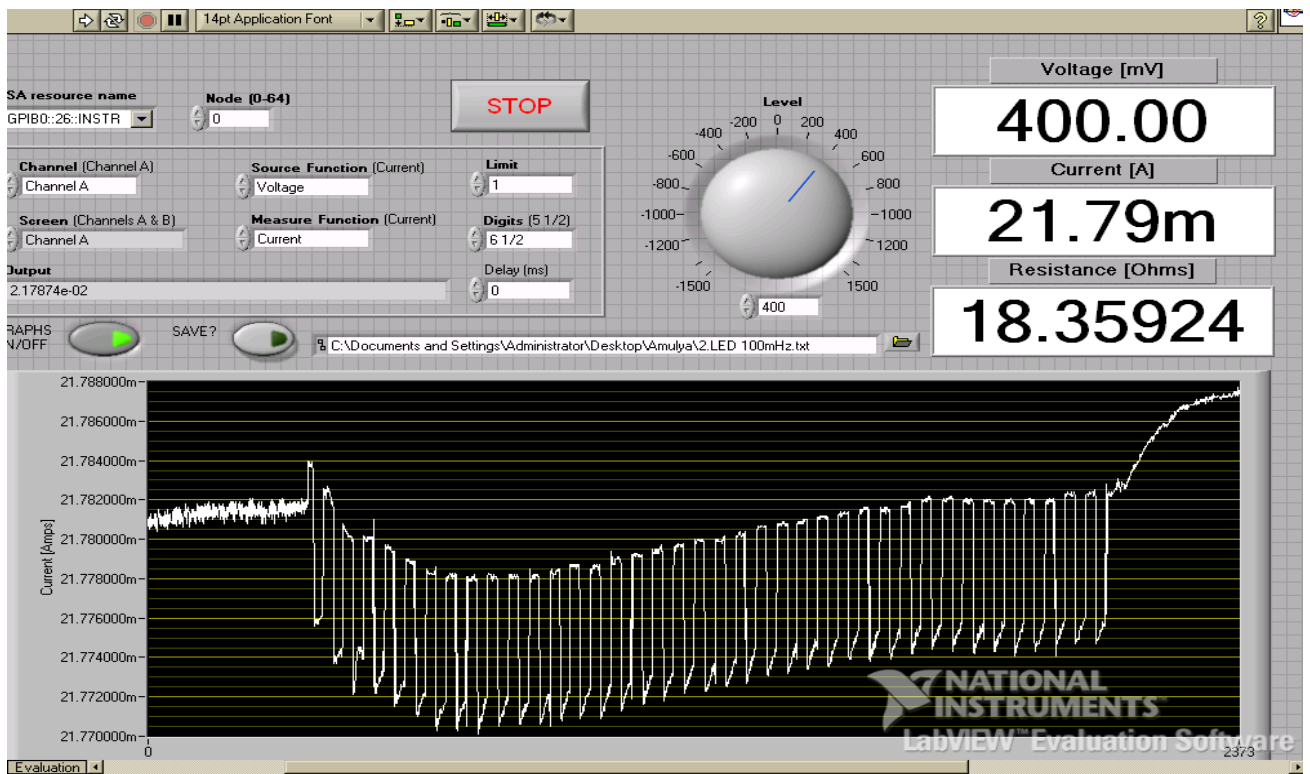 14pt Application Font
?
SA resource name
GPIB0::26::INSTR
Node (0-64)
0
STOP
Level
-1500
-1200
-1000
-800
-600
-400
-200
0
200
400
600
800
1000
1200
1500
400
Voltage [mV]
400.00
Current [A]
21.79m
Resistance [Ohms]
18.35924
Channel (Channel A)
Channel A
Source Function (Current)
Voltage
Limit
1
Screen (Channels A & B)
Channel A
Measure Function (Current)
Current
Digits (5 1/2)
6 1/2
Output
2.17874e-02
Delay (ms)
0
RAPHS
N/OFF
SAVE?
C:\Documents and Settings\Administrator\Desktop\Amulya\2.LED 100mHz.txt
21.788000m
21.786000m
21.784000m
21.782000m
21.780000m
21.778000m
21.776000m
21.774000m
21.772000m
21.770000m
Current [Amps]
0
2373
NATIONAL
INSTRUMENTS
LabVIEW™ Evaluation Software
Evaluation